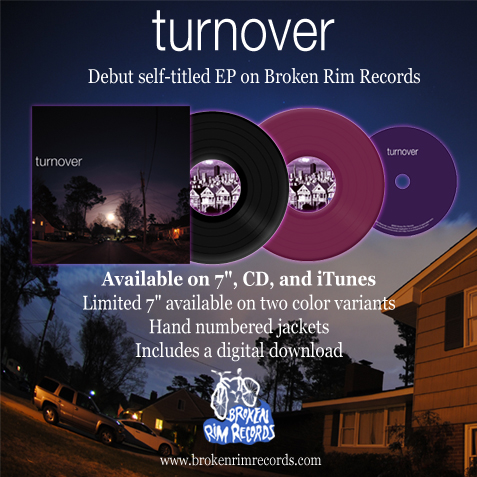 turnover
Debut self-titled EP on Broken Rim Records
turnover
turnover
Available on 7", CD, and iTunes
Limited 7" available on two color variants
Hand numbered jackets
Includes a digital download
BROKEN
RIM RECORDS
www.brokenrimrecords.com